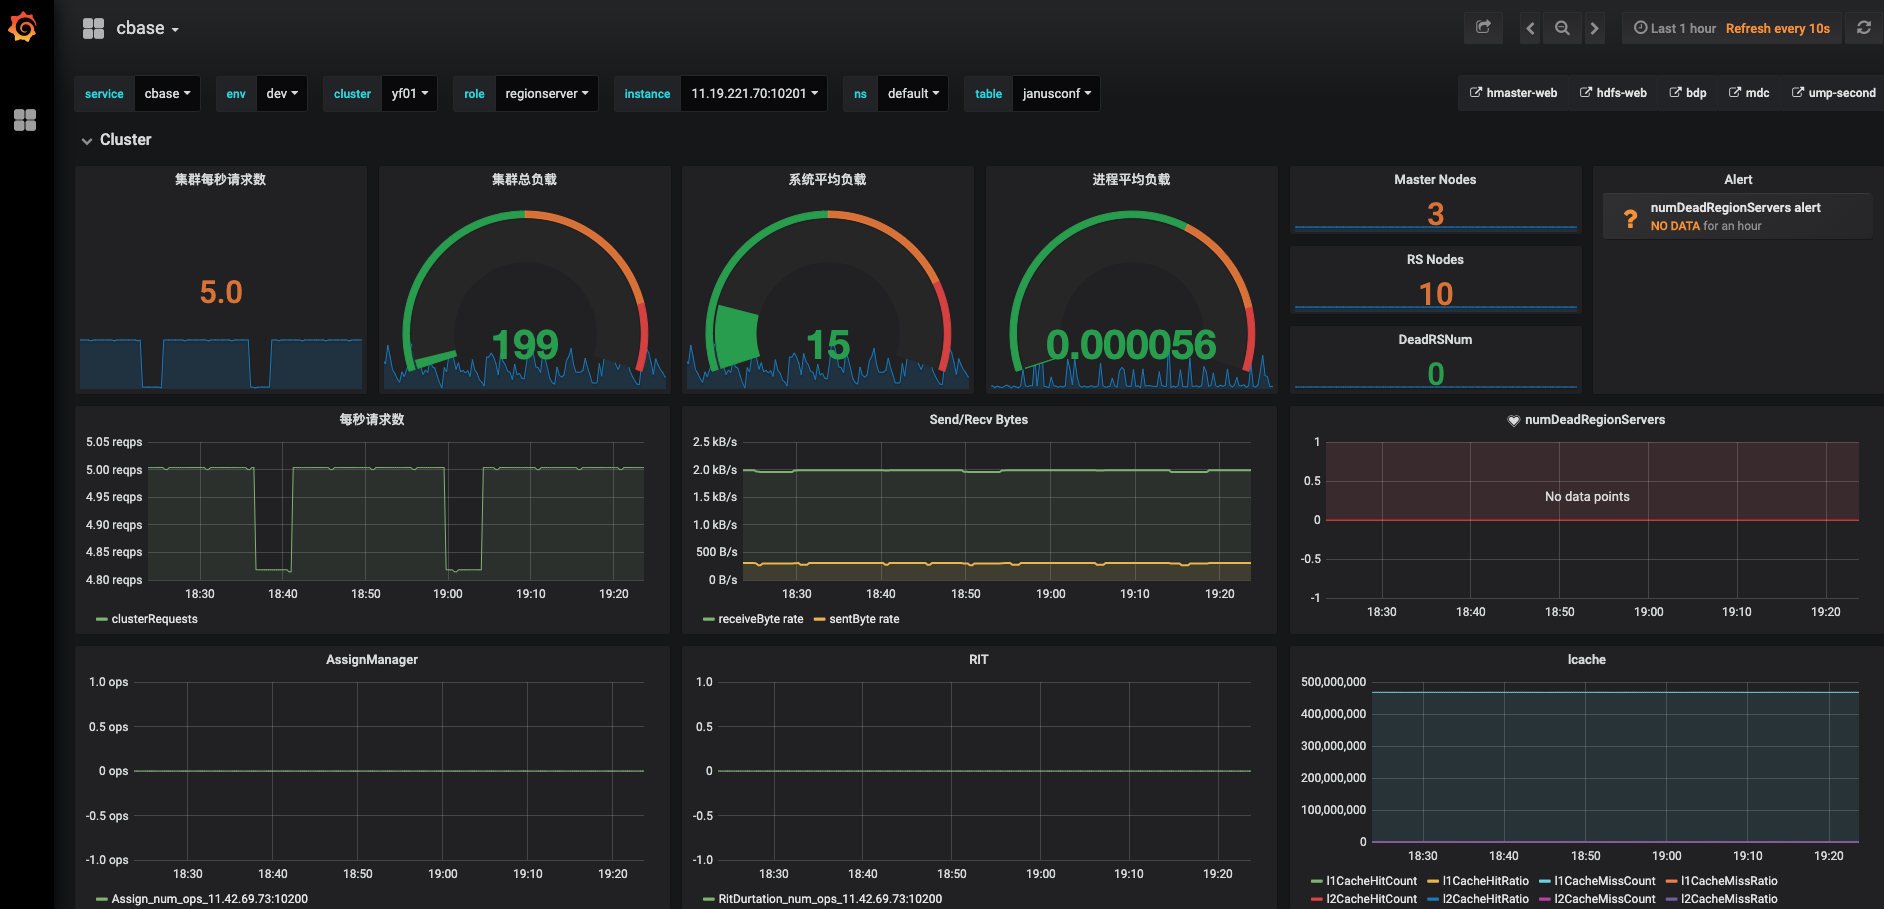 cbase
Last 1 hour Refresh every 10s
service cbase env dev cluster yf01 role regionserver instance 11.19.221.70:10201 ns default table janusconf hmaster-web hdfs-web bdp mdc ump-second
Cluster
集群每秒请求数
5.0
集群总负载
199
系统平均负载
15
进程平均负载
0.000056
Master Nodes
3
RS Nodes
10
DeadRSNum
0
Alert
?
numDeadRegionServers alert
NO DATA for an hour
每秒请求数
5.05 reqps
5.00 reqps
4.95 reqps
4.90 reqps
4.85 reqps
4.80 reqps
18:30 18:40 18:50 19:00 19:10 19:20
clusterRequests
Send/Recv Bytes
2.5 kB/s
2.0 kB/s
1.5 kB/s
1.0 kB/s
500 B/s
0 B/s
18:30 18:40 18:50 19:00 19:10 19:20
receiveByte rate sentByte rate
numDeadRegionServers
1
0.5
0
-0.5
-1
No data points
18:30 18:40 18:50 19:00 19:10 19:20
AssignManager
1.0 ops
0.5 ops
0 ops
-0.5 ops
-1.0 ops
18:30 18:40 18:50 19:00 19:10 19:20
Assign_num_ops_11.42.69.73:10200
RIT
1.0
0.5
0
-0.5
-1.0
18:30 18:40 18:50 19:00 19:10 19:20
RitDurtation_num_ops_11.42.69.73:10200
lcache
500,000,000
400,000,000
300,000,000
200,000,000
100,000,000
0
18:30 18:40 18:50 19:00 19:10 19:20
l1CacheHitCount l1CacheHitRatio l1CacheMissCount l1CacheMissRatio
l2CacheHitCount l2CacheHitRatio l2CacheMissCount l2CacheMissRatio